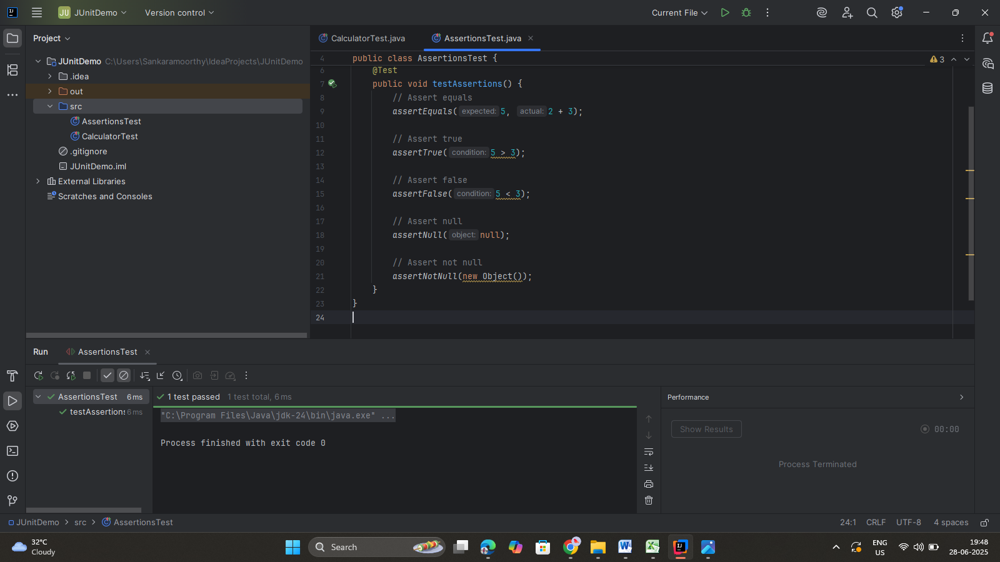 JU JUnitDemo Version control Current File
Project
JUnitDemo C:\Users\Sankaramoorthy\IdeaProjects\JUnitDemo
.idea
out
src
AssertionsTest
CalculatorTest
.gitignore
JUnitDemo.iml
External Libraries
Scratches and Consoles
CalculatorTest.java AssertionsTest.java
3
4 public class AssertionsTest {
6 @Test
7 public void testAssertions() {
8 // Assert equals
9 assertEquals( expected: 5, actual: 2 + 3);
10
11 // Assert true
12 assertTrue( condition: 5 > 3);
13
14 // Assert false
15 assertFalse( condition: 5 < 3);
16
17 // Assert null
18 assertNull( object: null);
19
20 // Assert not null
21 assertNotNull(new Object());
22 }
23 }
24
Run AssertionsTest
AssertionsTest 6 ms
testAssertions 6 ms
1 test passed 1 test total, 6 ms
"C:\Program Files\Java\jdk-24\bin\java.exe" ...
Process finished with exit code 0
Performance
Show Results 00:00
Process Terminated
JUnitDemo > src > AssertionsTest
24:1 CRLF UTF-8 4 spaces
32°C
Cloudy
Search
ENG
US
19:48
28-06-2025